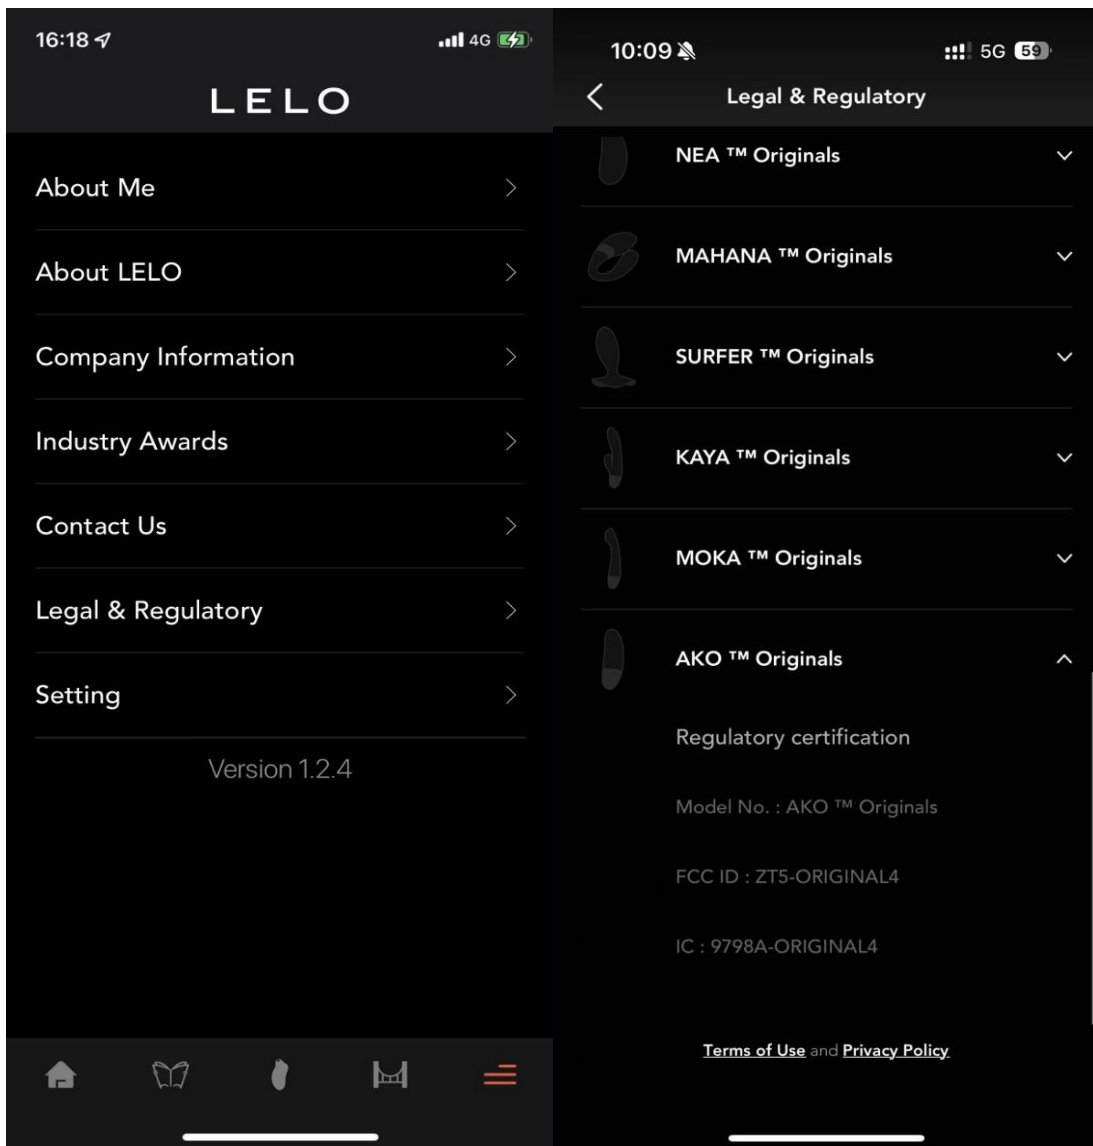 16:18
4G
LELO
About Me
About LELO
Company Information
Industry Awards
Contact Us
Legal & Regulatory
Setting
Version 1.2.4
10:09
5G 59
Legal & Regulatory
NEA ™ Originals
MAHANA ™ Originals
SURFER ™ Originals
KAYA ™ Originals
MOKA ™ Originals
AKO ™ Originals
Regulatory certification
Model No. : AKO ™ Originals
FCC ID : ZT5-ORIGINAL4
IC : 9798A-ORIGINAL4
Terms of Use and Privacy Policy